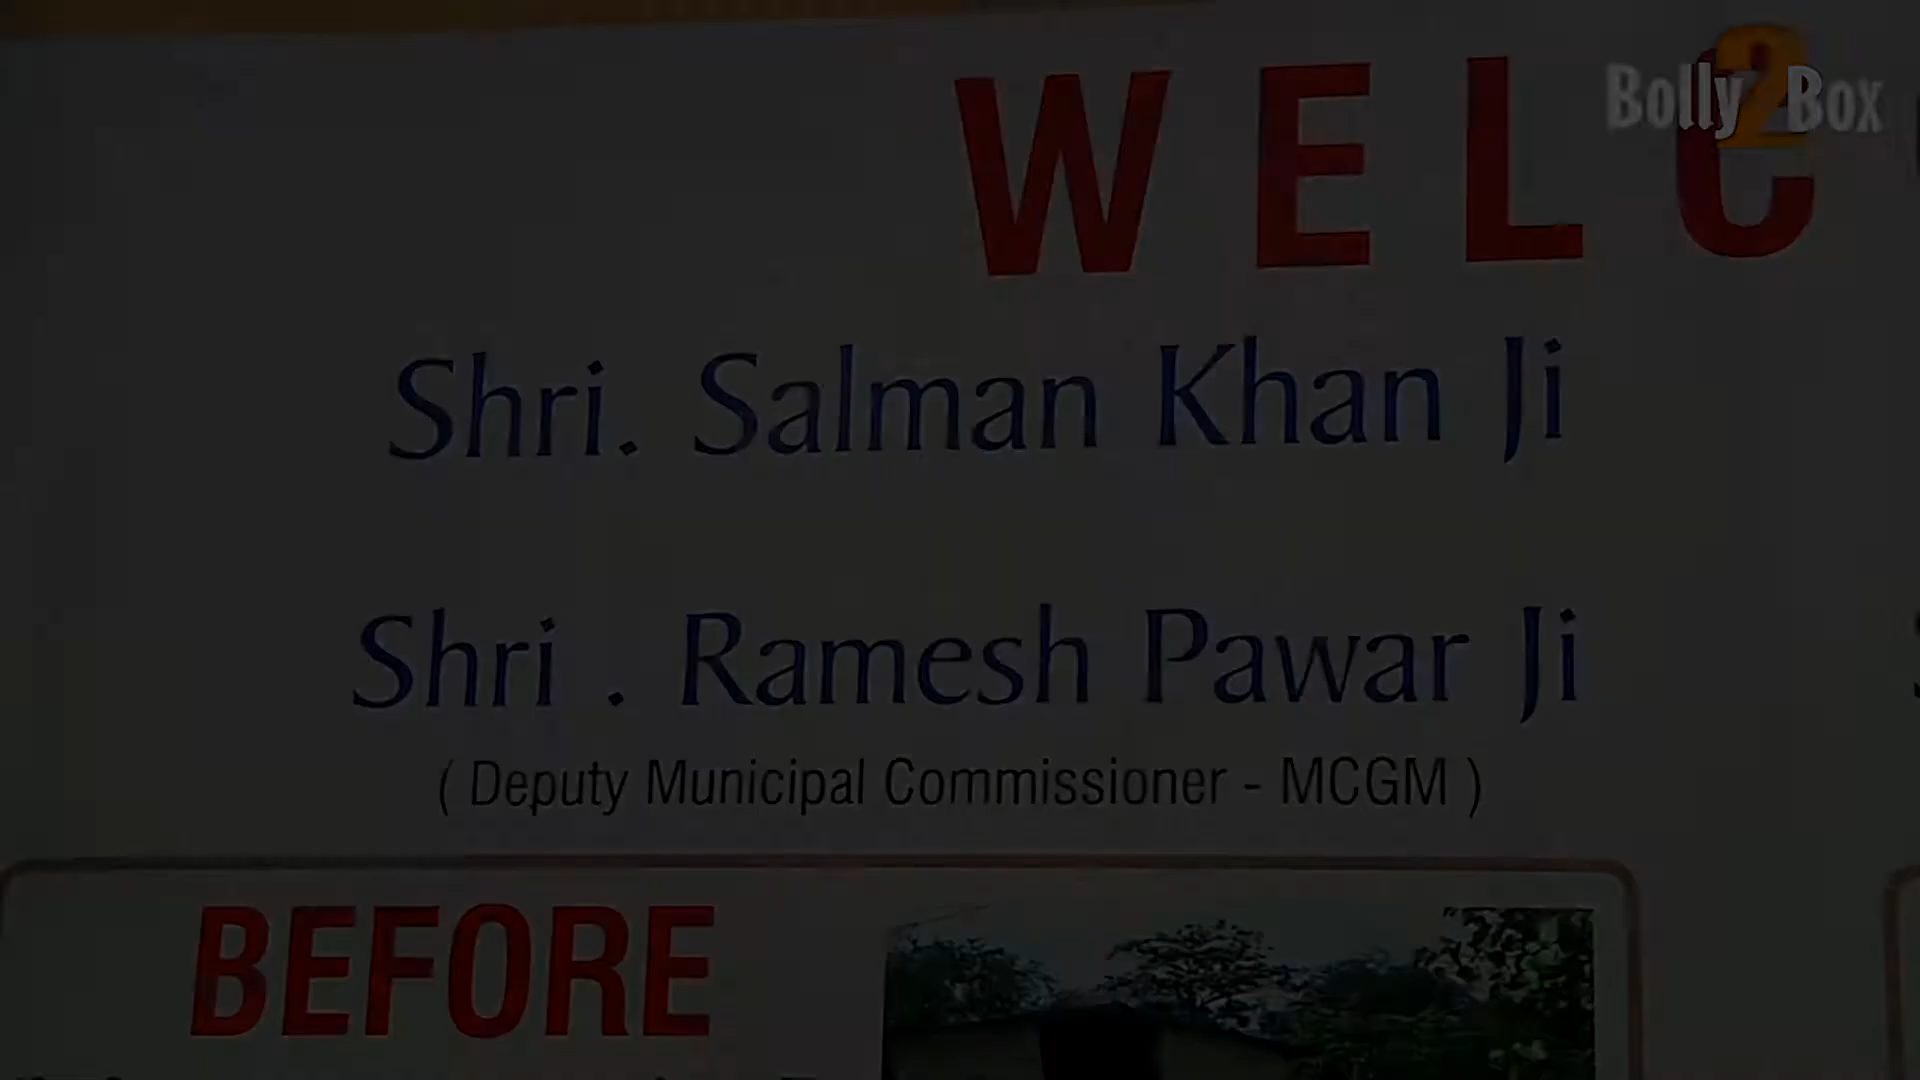 Bolly2Box
WELC
Shri. Salman Khan Ji
Shri . Ramesh Pawar Ji
( Deputy Municipal Commissioner - MCGM )
BEFORE